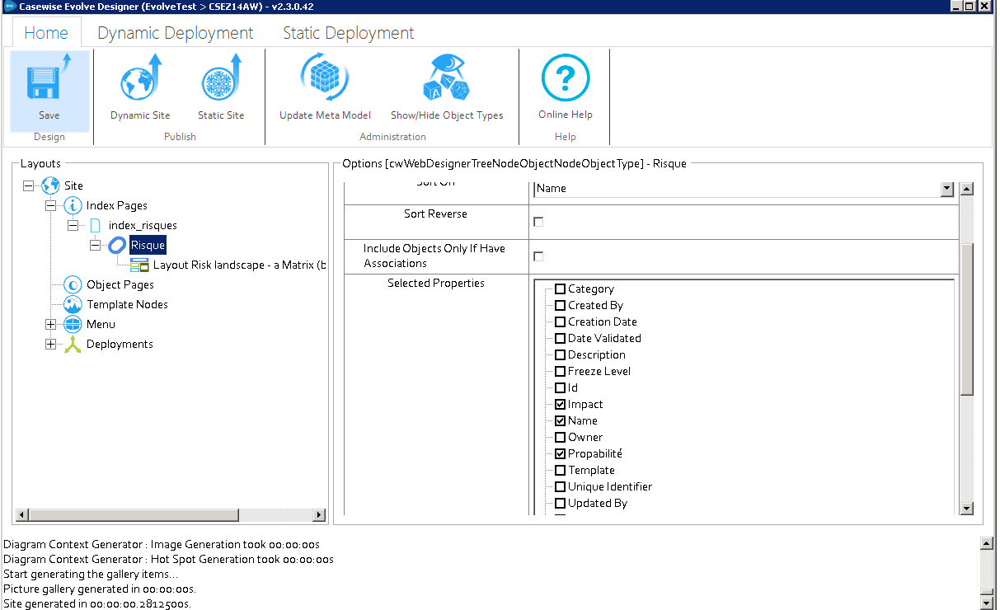 Casewise Evolve Designer (EvolveTest > CSEZ14AW) - v2.3.0.42
Home Dynamic Deployment Static Deployment
Save Dynamic Site Static Site Update Meta Model Show/Hide Object Types Online Help
Design Publish Administration Help
Layouts
Site
Index Pages
index_risques
Risque
Layout Risk landscape - a Matrix (b
Object Pages
Template Nodes
Menu
Deployments
Options [cwWebDesignerTreeNodeObjectNodeObjectType] - Risque
Sort On Name
Sort Reverse
Include Objects Only If Have
Associations
Selected Properties
Category
Created By
Creation Date
Date Validated
Description
Freeze Level
Id
Impact
Name
Owner
Propabilité
Template
Unique Identifier
Updated By
Diagram Context Generator : Image Generation took 00:00:00s
Diagram Context Generator : Hot Spot Generation took 00:00:00s
Start generating the gallery items...
Picture gallery generated in 00:00:00s.
Site generated in 00:00:00.2812500s.